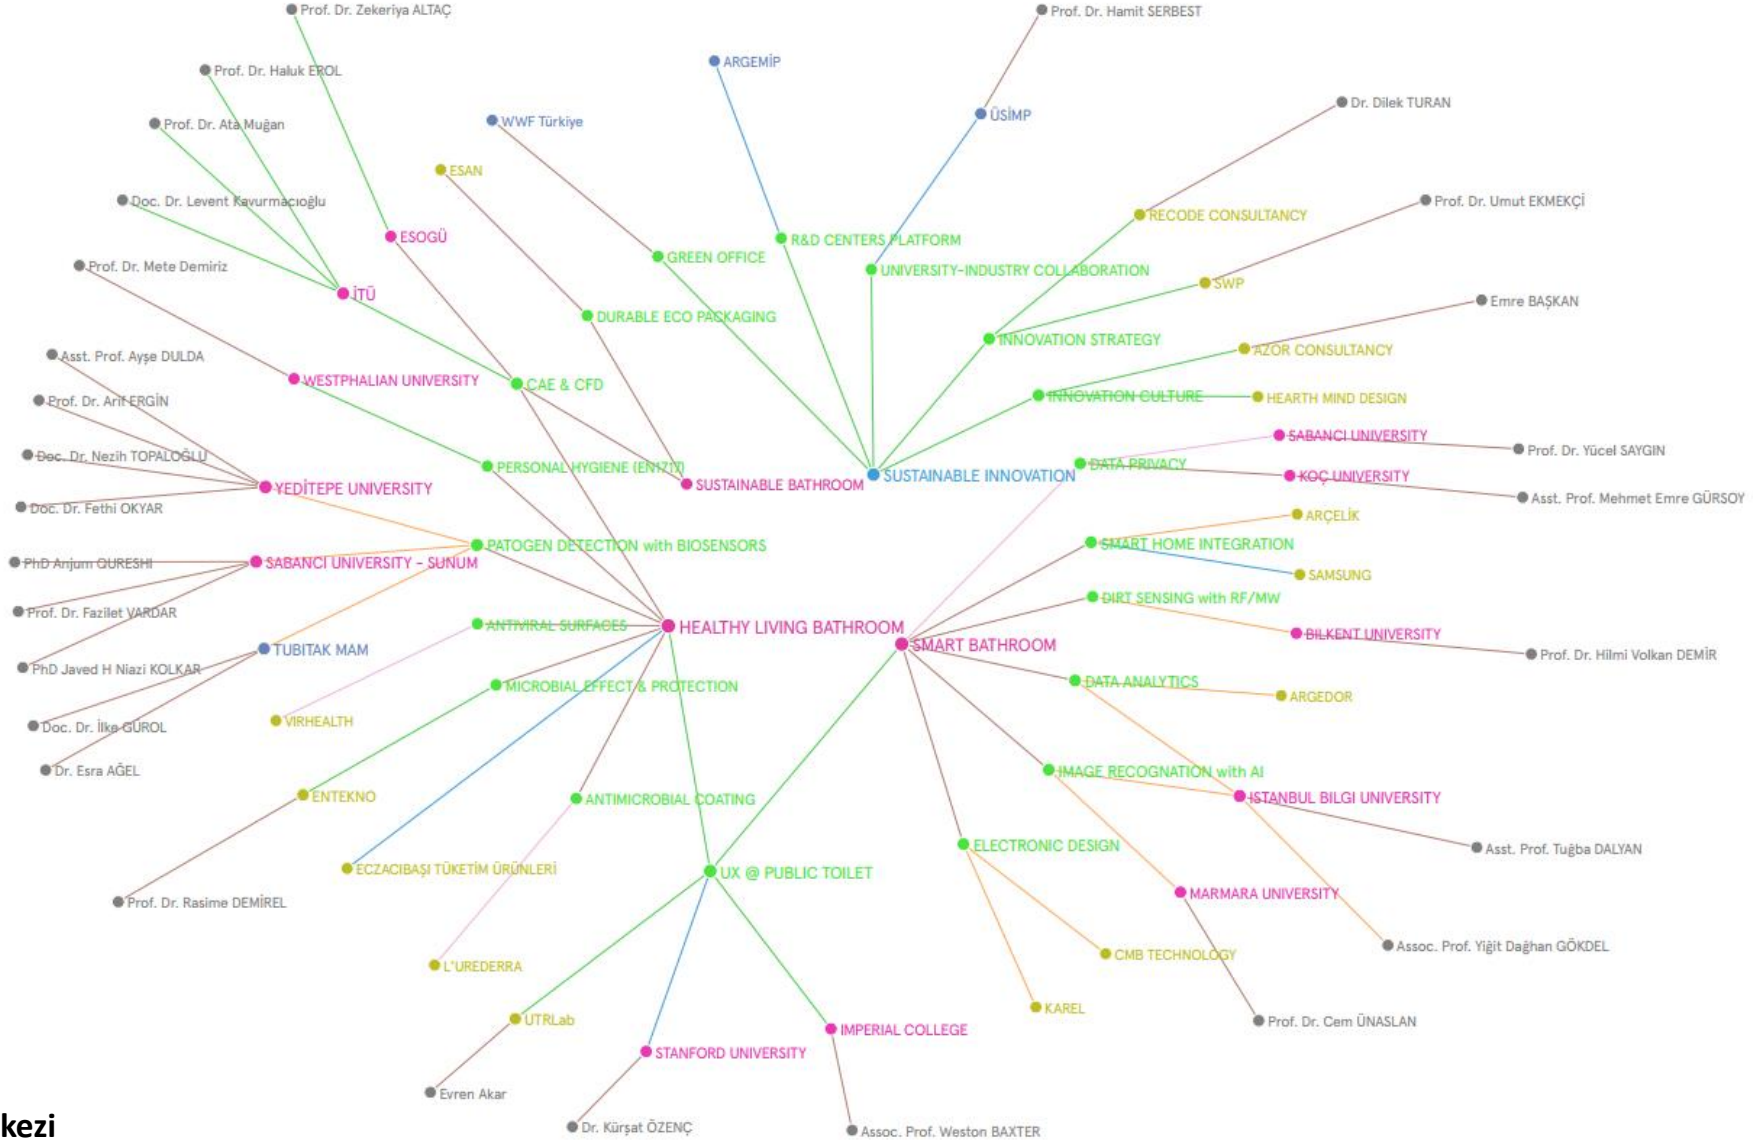 Prof. Dr. Zekeriya ALTAÇ
Prof. Dr. Hamit SERBEST
ARGEMİP
Prof. Dr. Haluk EROL
Dr. Dilek TURAN
ÜSİMP
WWF Türkiye
Prof. Dr. Ata Muğan
ESAN
Doc. Dr. Levent Kavurmacıoğlu
Prof. Dr. Umut EKMEKÇİ
RECODE CONSULTANCY
ESOGÜ
R&D CENTERS PLATFORM
GREEN OFFICE
Prof. Dr. Mete Demiriz
UNIVERSITY-INDUSTRY COLLABORATION
SWP
İTÜ
Emre BAŞKAN
DURABLE ECO PACKAGING
INNOVATION STRATEGY
AZOR CONSULTANCY
Asst. Prof. Ayşe DULDA
WESTPHALIAN UNIVERSITY
CAE & CFD
INNOVATION CULTURE
HEARTH MIND DESIGN
Prof. Dr. Arif ERGİN
SABANCI UNIVERSITY
Prof. Dr. Yücel SAYGIN
Doc. Dr. Nezih TOPALOĞLU
DATA PRIVACY
PERSONAL HYGIENE (EN1717)
SUSTAINABLE INNOVATION
KOÇ UNIVERSITY
SUSTAINABLE BATHROOM
YEDİTEPE UNIVERSITY
Asst. Prof. Mehmet Emre GÜRSOY
Doc. Dr. Fethi OKYAR
ARÇELİK
SMART HOME INTEGRATION
PATOGEN DETECTION with BIOSENSORS
PhD Anjum QURESHI
SABANCI UNIVERSITY - SUNUM
SAMSUNG
DIRT SENSING with RF/MW
Prof. Dr. Fazilet VARDAR
ANTIVIRAL SURFACES
HEALTHY LIVING BATHROOM
BILKENT UNIVERSITY
SMART BATHROOM
TUBITAK MAM
Prof. Dr. Hilmi Volkan DEMİR
PhD Javed H Niazi KOLKAR
DATA ANALYTICS
MICROBIAL EFFECT & PROTECTION
ARGEDOR
VIRHEALTH
Doc. Dr. İlke GÜROL
Dr. Esra AĞEL
IMAGE RECOGNATION with AI
ENTEKNO
ANTIMICROBIAL COATING
ISTANBUL BILGI UNIVERSITY
ELECTRONIC DESIGN
Asst. Prof. Tuğba DALYAN
ECZACIBAŞI TÜKETİM ÜRÜNLERİ
UX @ PUBLIC TOILET
MARMARA UNIVERSITY
Prof. Dr. Rasime DEMİREL
Assoc. Prof. Yiğit Dağhan GÖKDEL
CMB TECHNOLOGY
L'UREDERRA
KAREL
UTRLab
Prof. Dr. Cem ÜNASLAN
IMPERIAL COLLEGE
STANFORD UNIVERSITY
Evren Akar
kezi
Dr. Kürşat ÖZENÇ
Assoc. Prof. Weston BAXTER